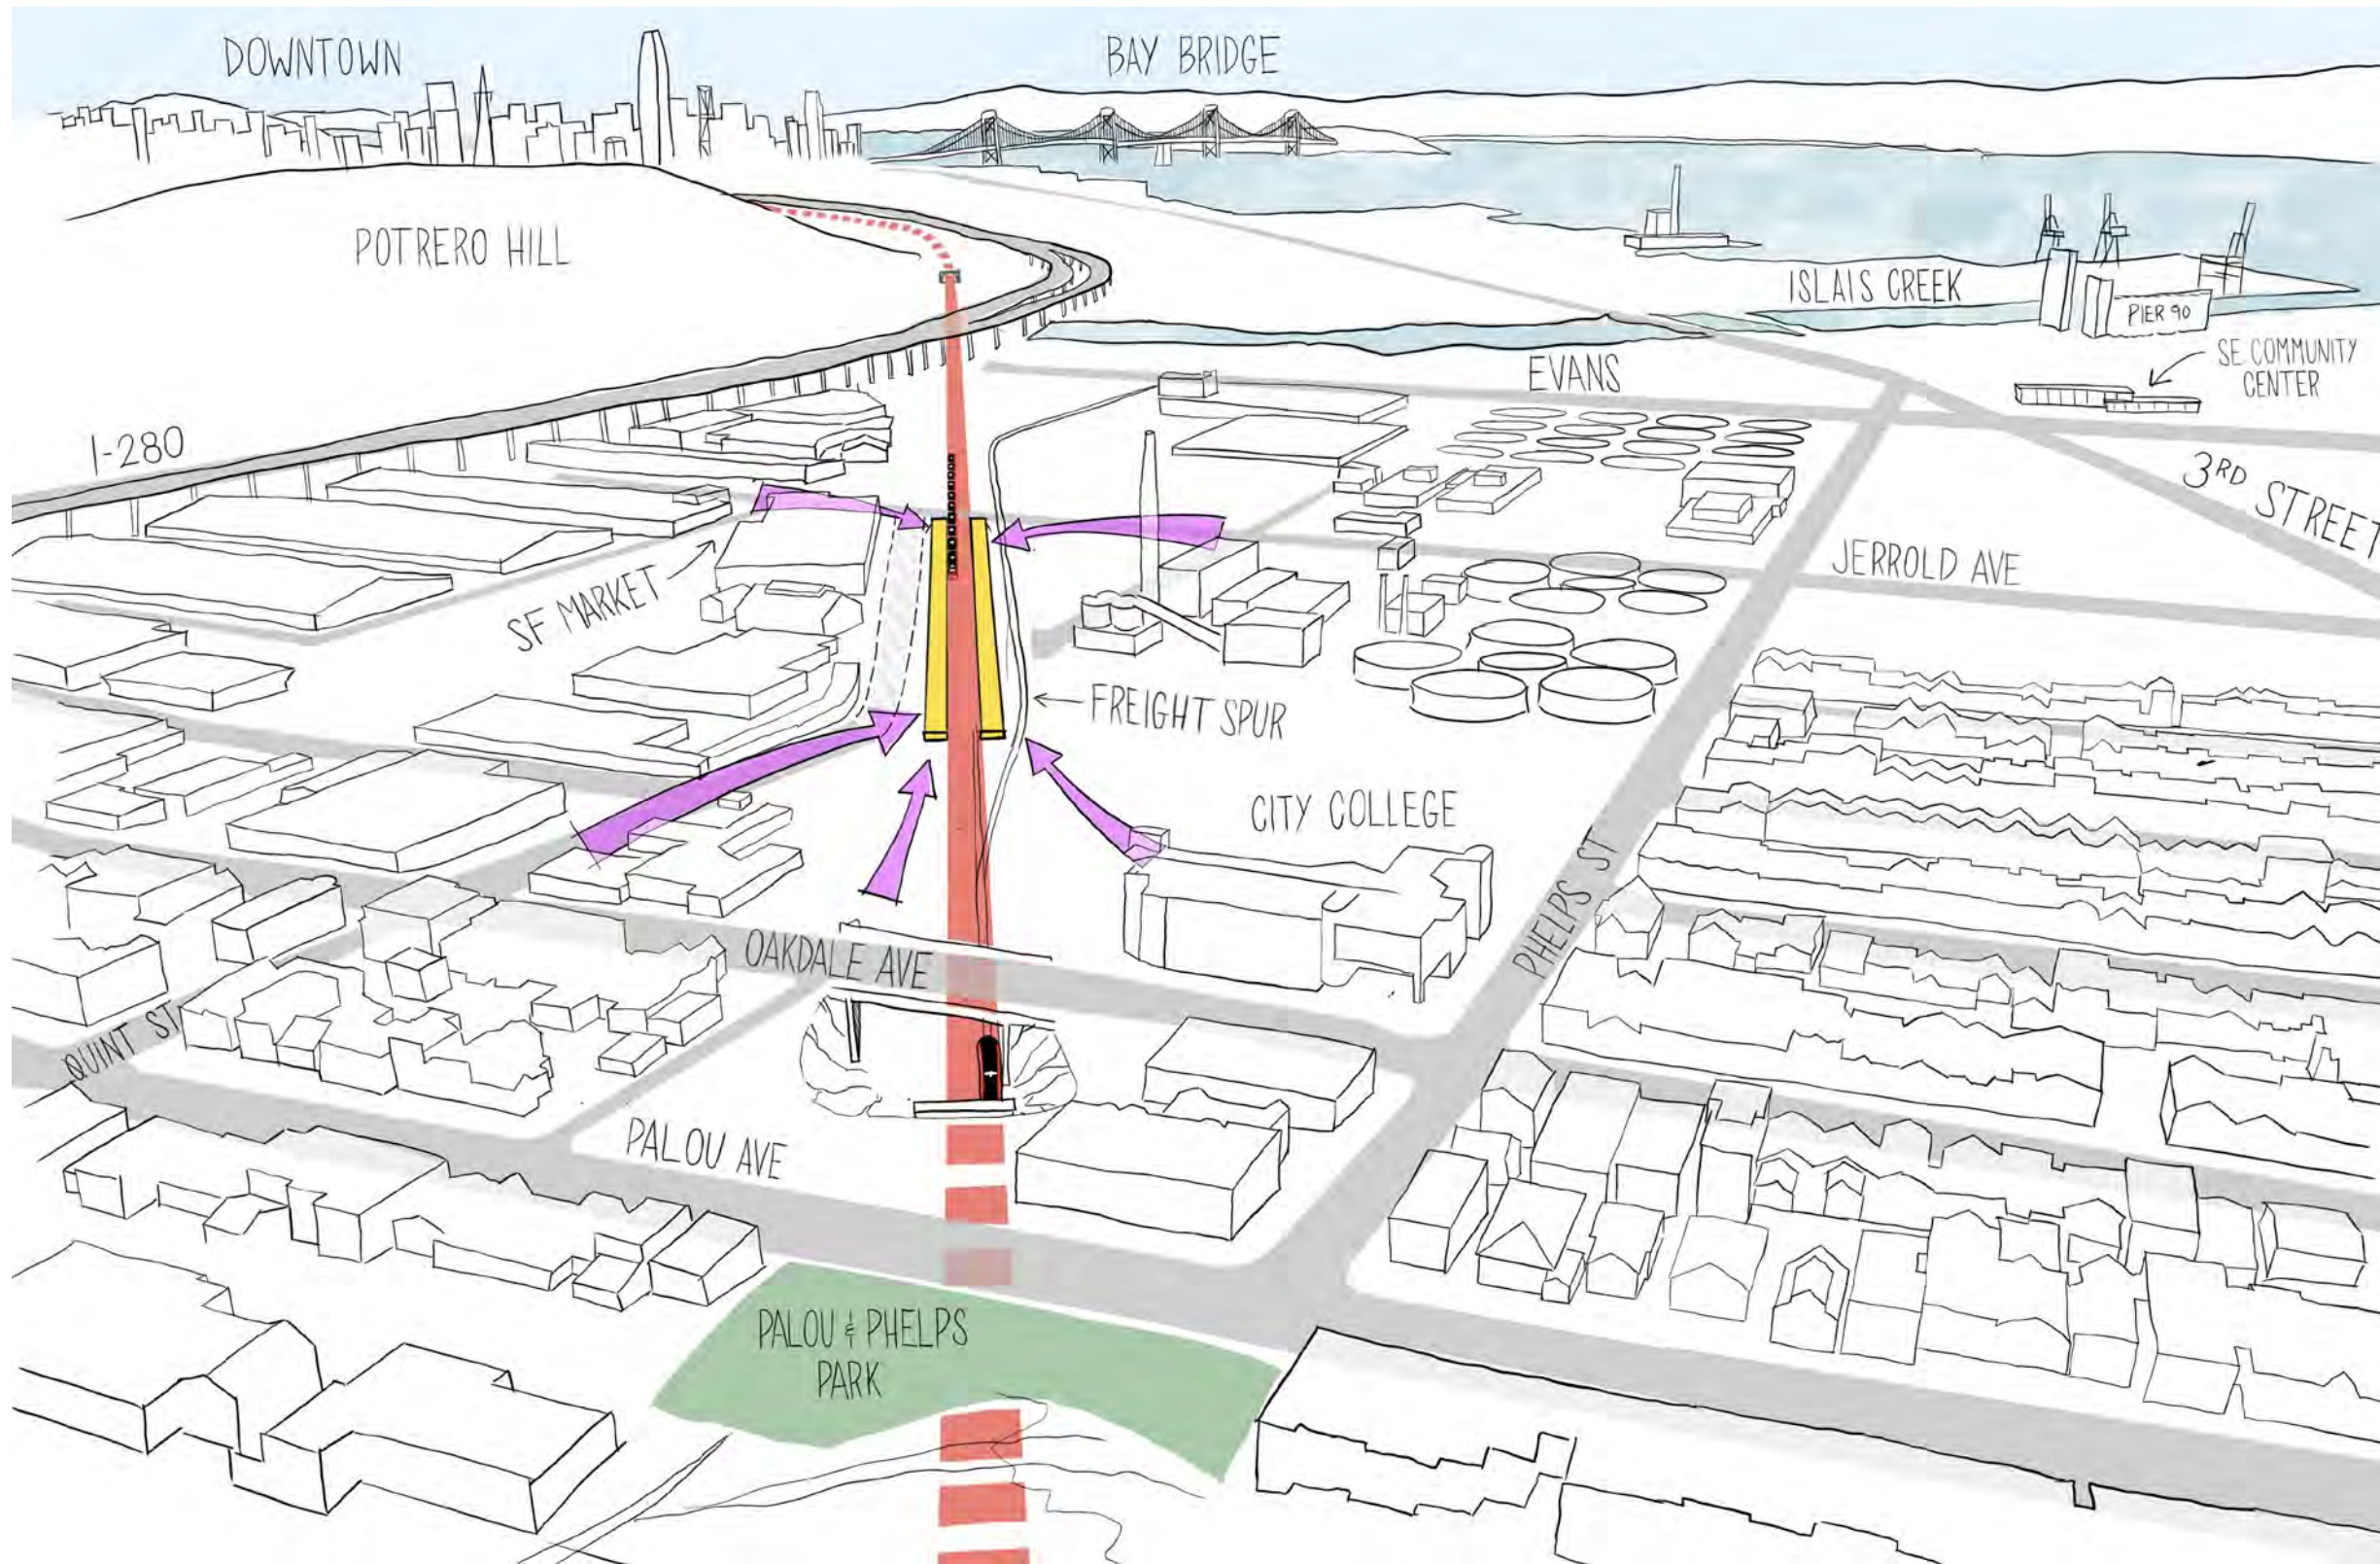 DOWNTOWN
BAY BRIDGE
POTRERO HILL
ISLAIS CREEK
PIER 90
SE COMMUNITY
CENTER
EVANS
I-280
3RD STREET
JERROLD AVE
SF MARKET
FREIGHT SPUR
CITY COLLEGE
PHELPS ST
OAKDALE AVE
QUINT ST
PALOU AVE
PALOU & PHELPS
PARK